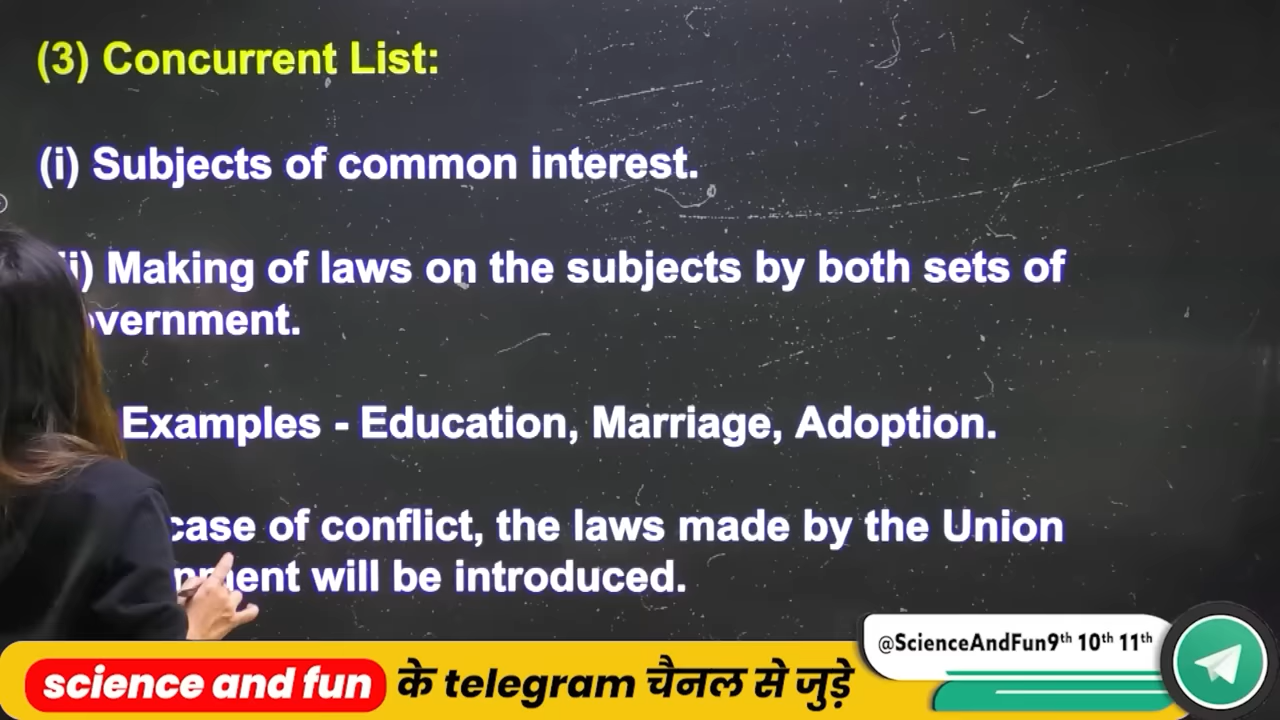 (3) Concurrent List:
(i) Subjects of common interest.
Making of laws on the subjects by both sets of
Examples - Education, Marriage, Adoption.
case of conflict, the laws made by the Union
will be introduced.
@ScienceAndFun9th 10th 11th
science and fun के telegram चैनल से जुड़े